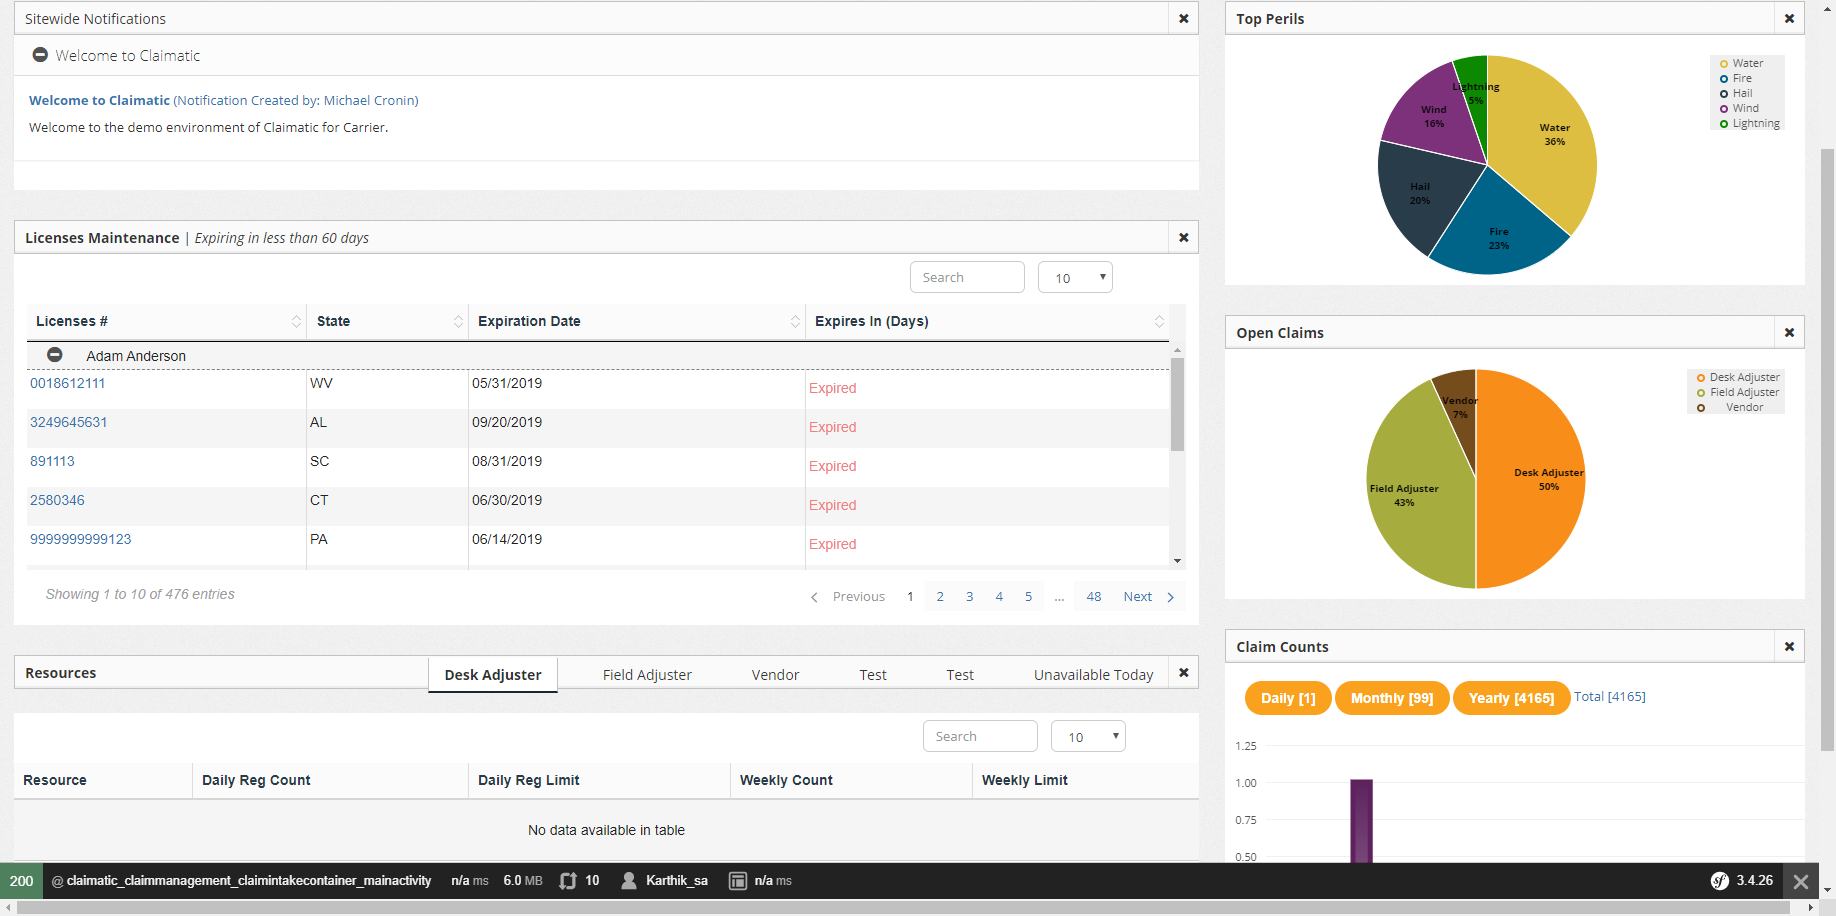 Sitewide Notifications
Welcome to Claimatic
Welcome to Claimatic (Notification Created by: Michael Cronin)
Welcome to the demo environment of Claimatic for Carrier.
Licenses Maintenance | Expiring in less than 60 days
Search
10
Licenses # State Expiration Date Expires In (Days)
Adam Anderson
0018612111 WV 05/31/2019 Expired
3249645631 AL 09/20/2019 Expired
891113 SC 08/31/2019 Expired
2580346 CT 06/30/2019 Expired
9999999999123 PA 06/14/2019 Expired
Showing 1 to 10 of 476 entries
Previous 1 2 3 4 5 ... 48 Next
Resources Desk Adjuster Field Adjuster Vendor Test Test Unavailable Today
Search
10
Resource Daily Reg Count Daily Reg Limit Weekly Count Weekly Limit
No data available in table
Top Perils
Water
Fire
Hail
Wind
Lightning
Lightning
5%
Wind
16%
Water
36%
Hail
20%
Fire
23%
Open Claims
Desk Adjuster
Field Adjuster
Vendor
Vendor
7%
Desk Adjuster
50%
Field Adjuster
43%
Claim Counts
Daily [1] Monthly [99] Yearly [4165] Total [4165]
1.25
1.00
0.75
0.50
200 @ claimatic_claimmanagement_claimintakecontainer_mainactivity n/a ms 6.0 MB 10 Karthik_sa n/a ms sf 3.4.26